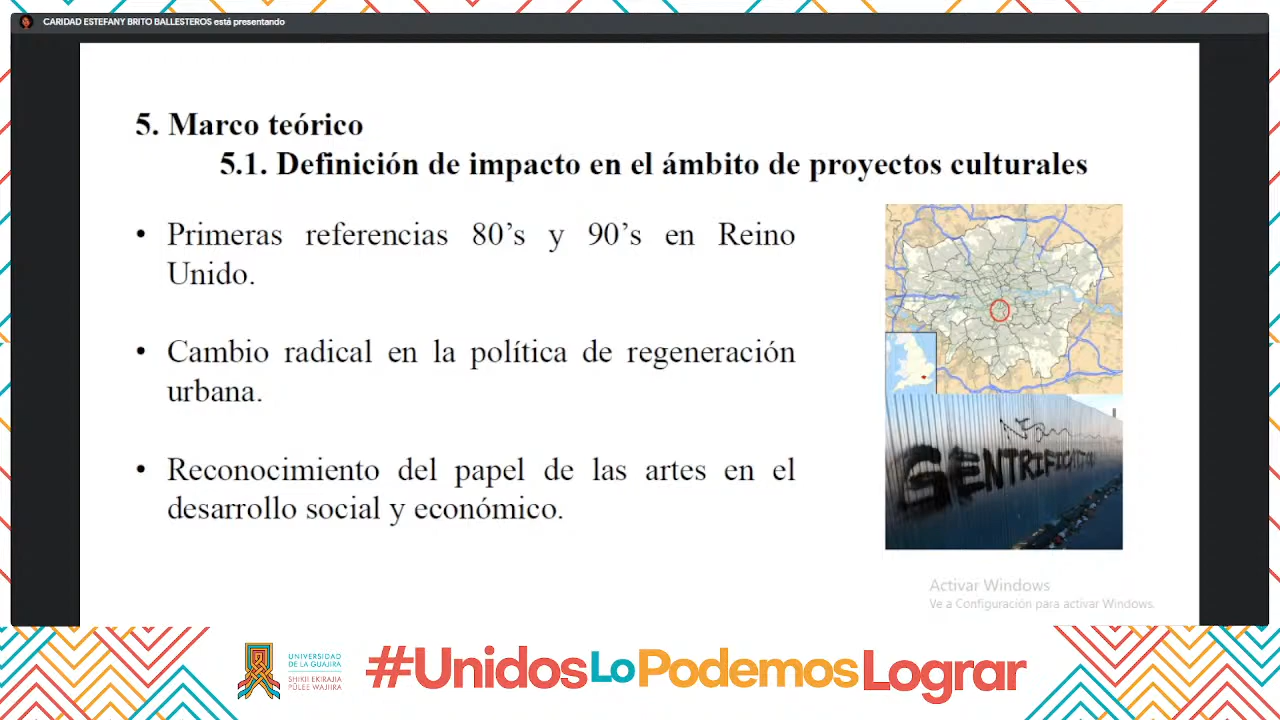 CARIDAD ESTEFANY BRITO BALLESTEROS está presentando
5. Marco teórico
5.1. Definición de impacto en el ámbito de proyectos culturales
• Primeras referencias 80’s y 90’s en Reino
Unido.
• Cambio radical en la política de regeneración
urbana.
• Reconocimiento del papel de las artes en el
desarrollo social y económico.
Activar Windows
Ve a Configuración para activar Windows.
UNIVERSIDAD
DE LA GUAJIRA
SHIKII EKIRAJIA
PÜLEE WAJIIRA
#UnidosLoPodemosLograr